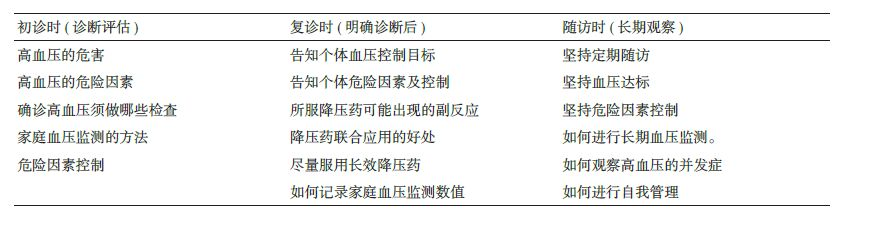 初诊时(诊断评估) 复诊时(明确诊断后) 随访时(长期观察)
高血压的危害 告知个体血压控制目标 坚持定期随访
高血压的危险因素 告知个体危险因素及控制 坚持血压达标
确诊高血压须做哪些检查 所服降压药可能出现的副反应 坚持危险因素控制
家庭血压监测的方法 降压药联合应用的好处 如何进行长期血压监测。
危险因素控制 尽量服用长效降压药 如何观察高血压的并发症
如何记录家庭血压监测数值 如何进行自我管理